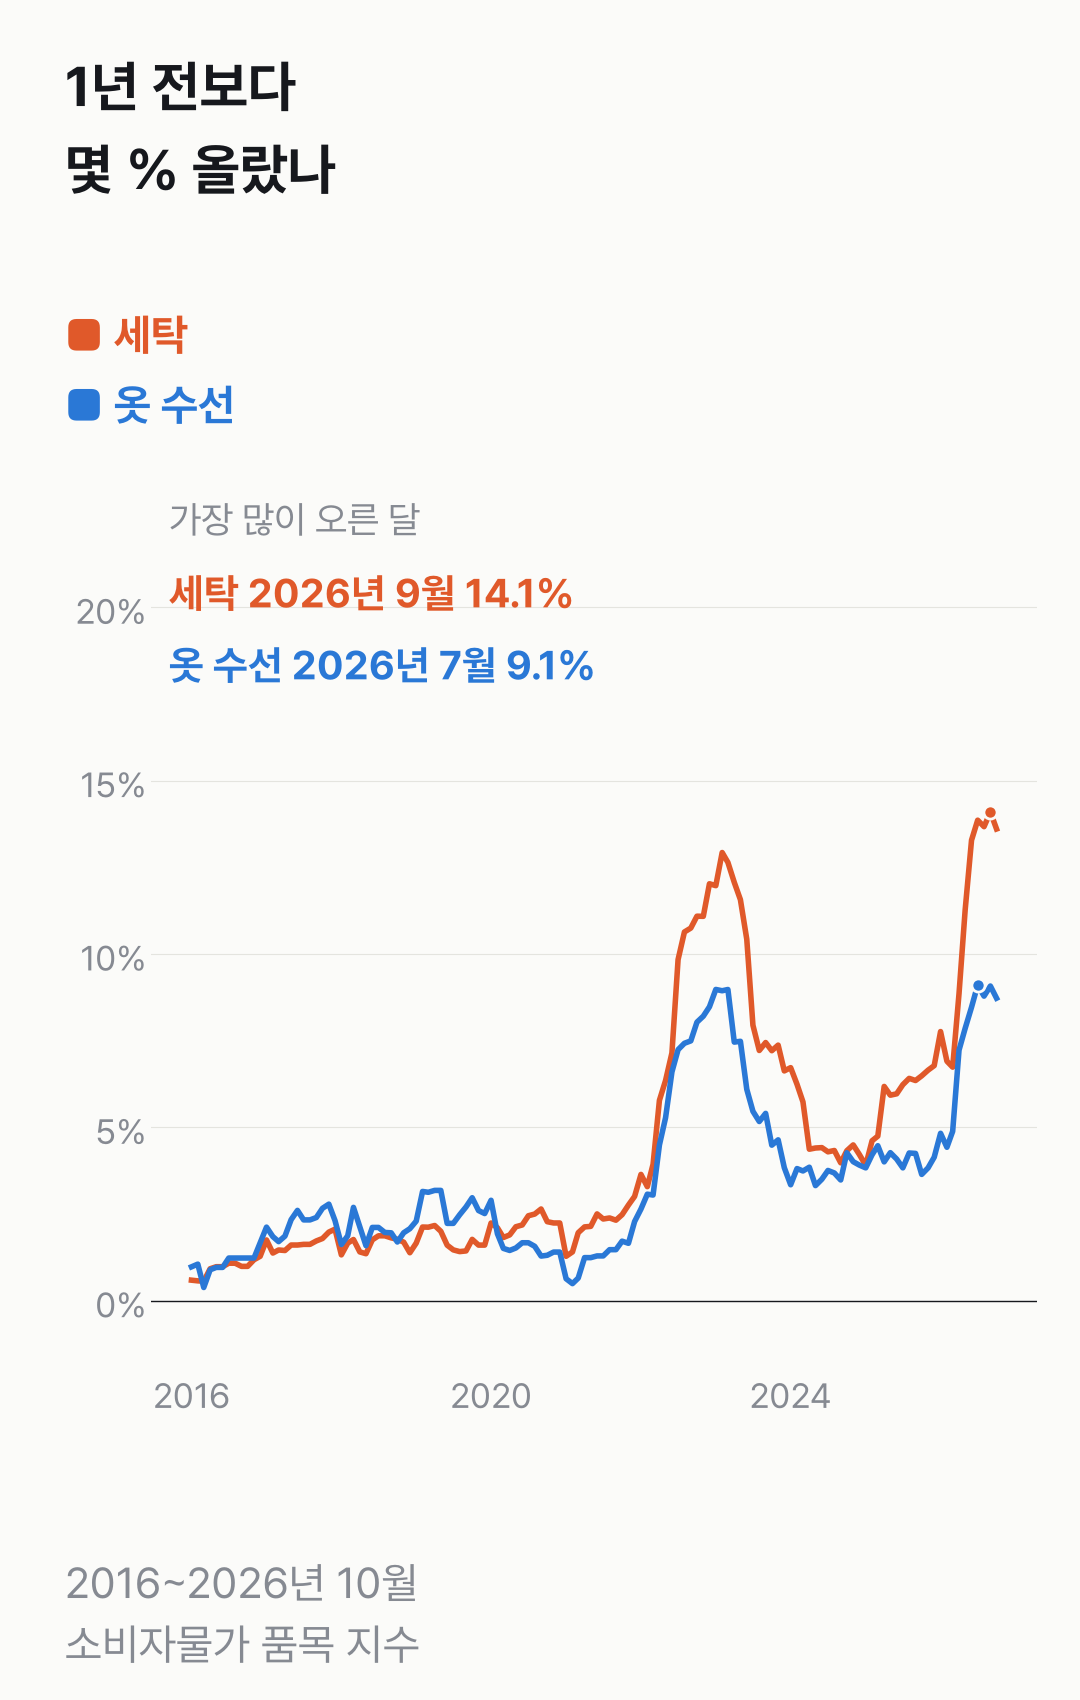 1년 전보다
몇 % 올랐나
세탁
옷 수선
가장 많이 오른 달
세탁 2026년 9월 14.1%
20%
옷 수선 2026년 7월 9.1%
15%
10%
5%
0%
2016 2020 2024
2016~2026년 10월
소비자물가 품목 지수